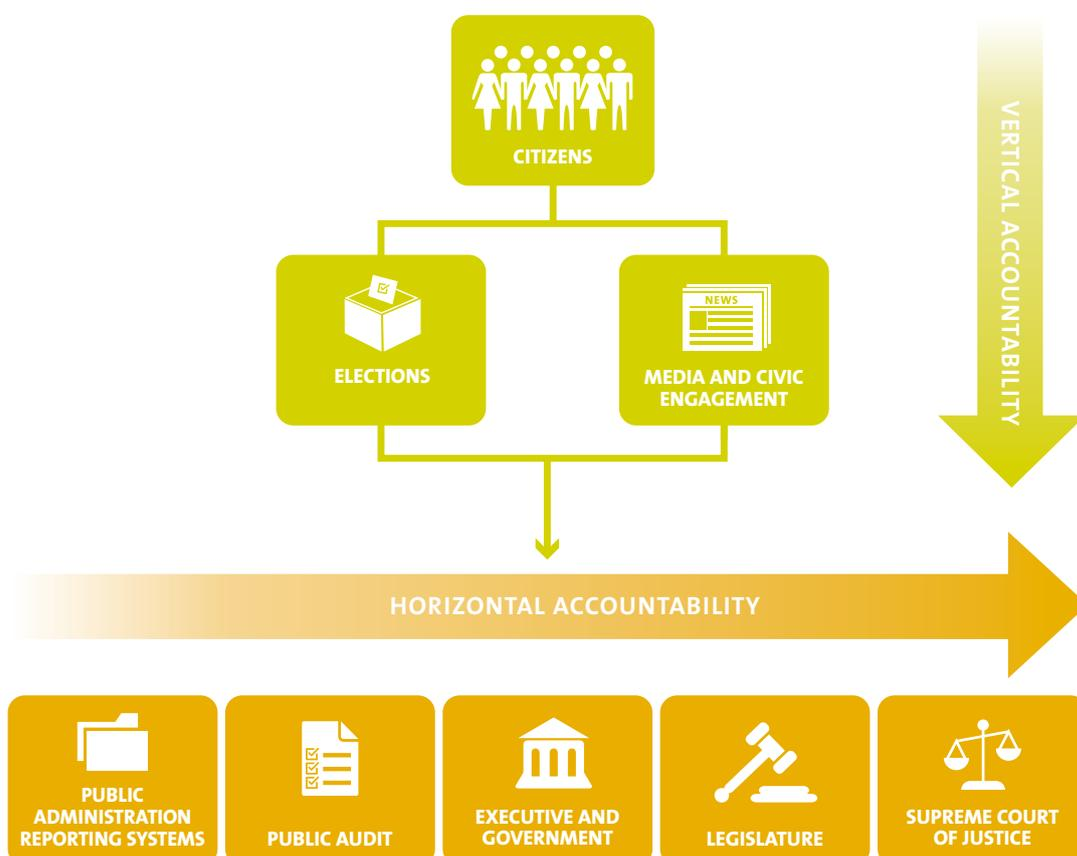 CITIZENS
VERTICAL ACCOUNTABILITY
ELECTIONS
NEWS
MEDIA AND CIVIC
ENGAGEMENT
HORIZONTAL ACCOUNTABILITY
PUBLIC
ADMINISTRATION
REPORTING SYSTEMS
PUBLIC AUDIT
EXECUTIVE AND
GOVERNMENT
LEGISLATURE
SUPREME COURT
OF JUSTICE